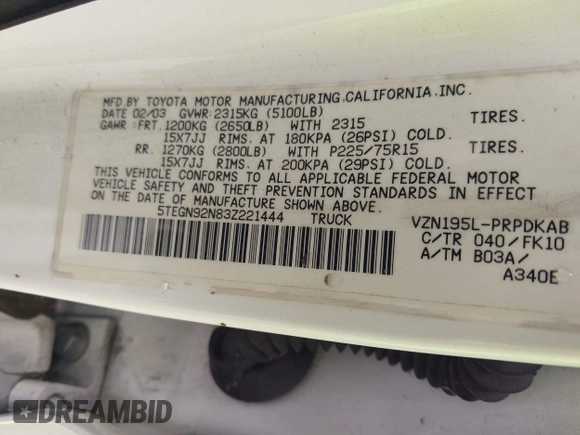 MFD.BY TOYOTA MOTOR MANUFACTURING,CALIFORNIA,INC.
DATE 02/03 GVWR:2315KG (5100LB)
GAWR: FRT.1200KG (2650LB) WITH 2315 TIRES.
15X7JJ RIMS. AT 180KPA (26PSI) COLD.
RR. 1270KG (2800LB) WITH P225/75R15 TIRES.
15X7JJ RIMS. AT 200KPA (29PSI) COLD.
THIS VEHICLE CONFORMS TO ALL APPLICABLE FEDERAL MOTOR
VEHICLE SAFETY AND THEFT PREVENTION STANDARDS IN EFFECT
ON THE DATE OF MANUFACTURE SHOWN ABOVE.
5TEGN92N83Z221444 TRUCK VZN195L-PRPDKAB
C/TR 040/FK10
A/TM B03A/
A340E
DREAMBID